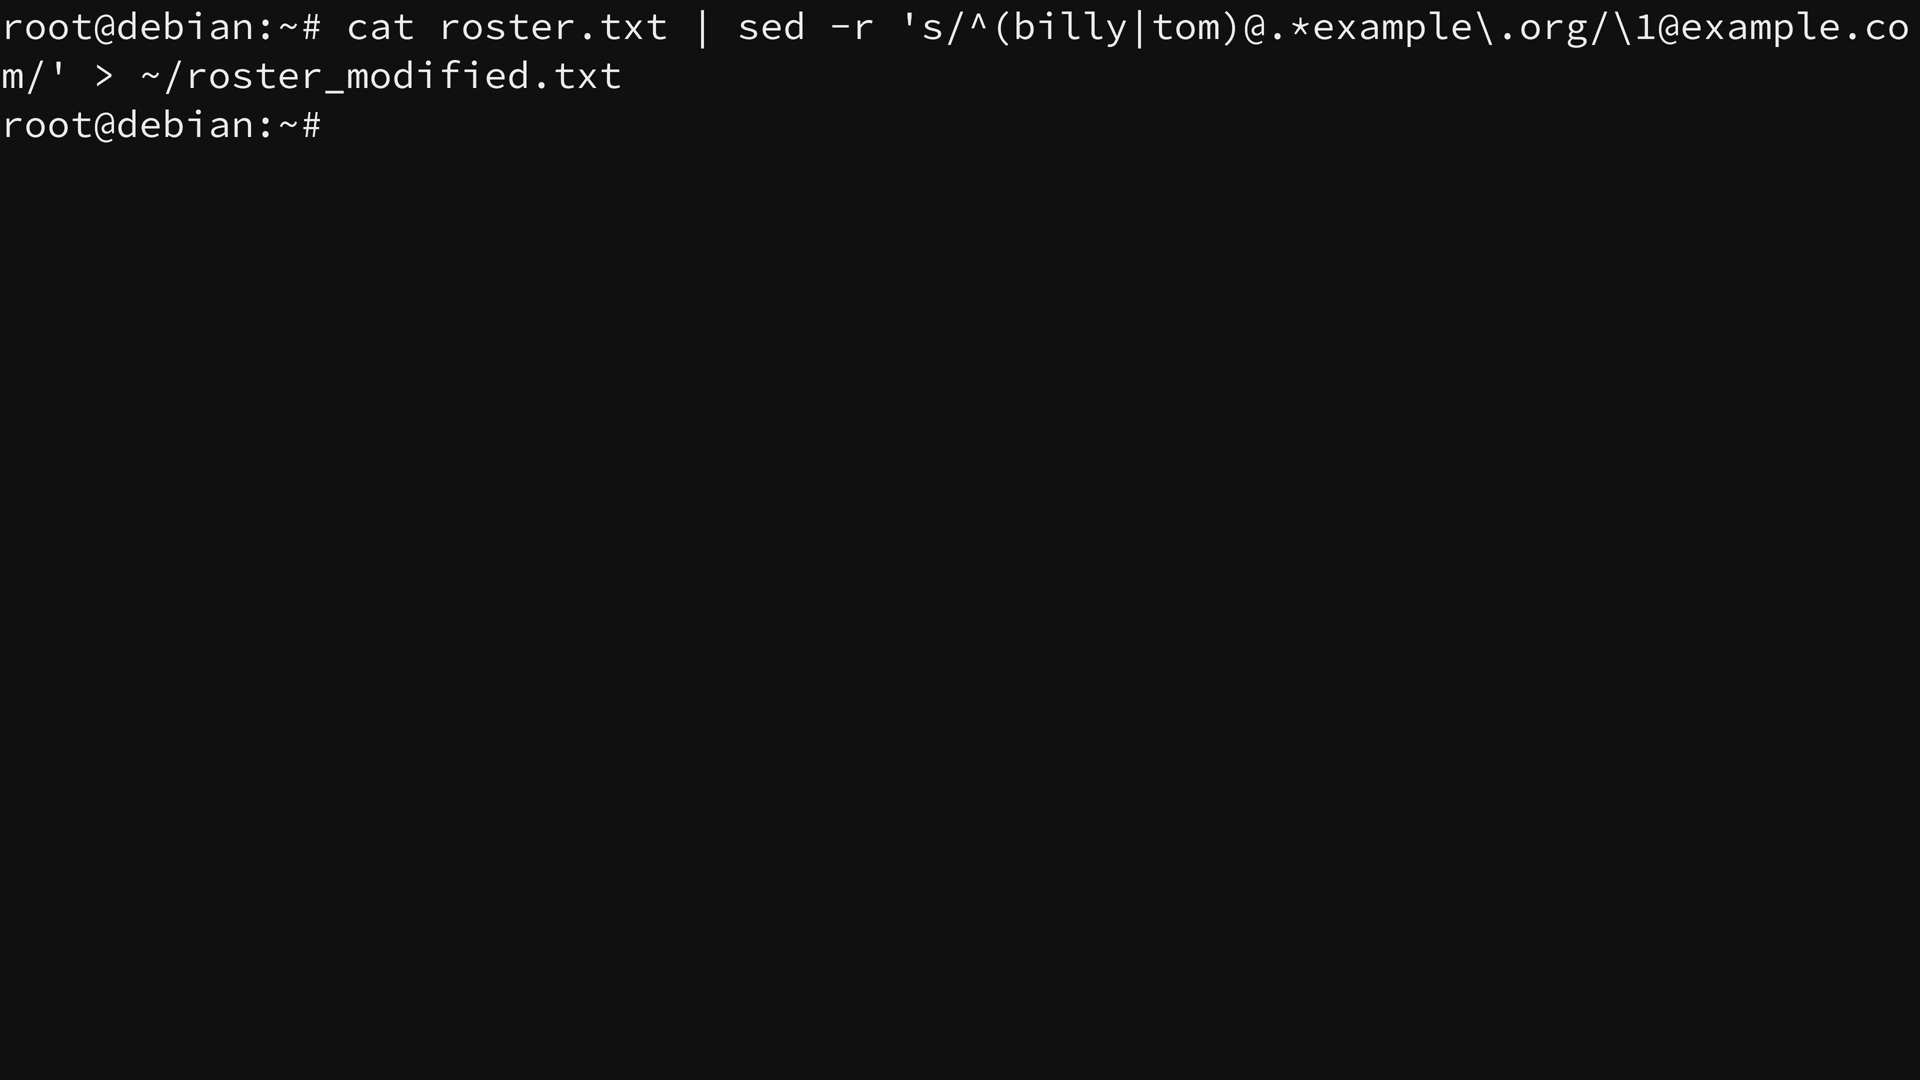 root@debian:~# cat roster.txt | sed -r 's/^(billy|tom)@.*example\.org/\1@example.co
m/' > ~/roster_modified.txt
root@debian:~#